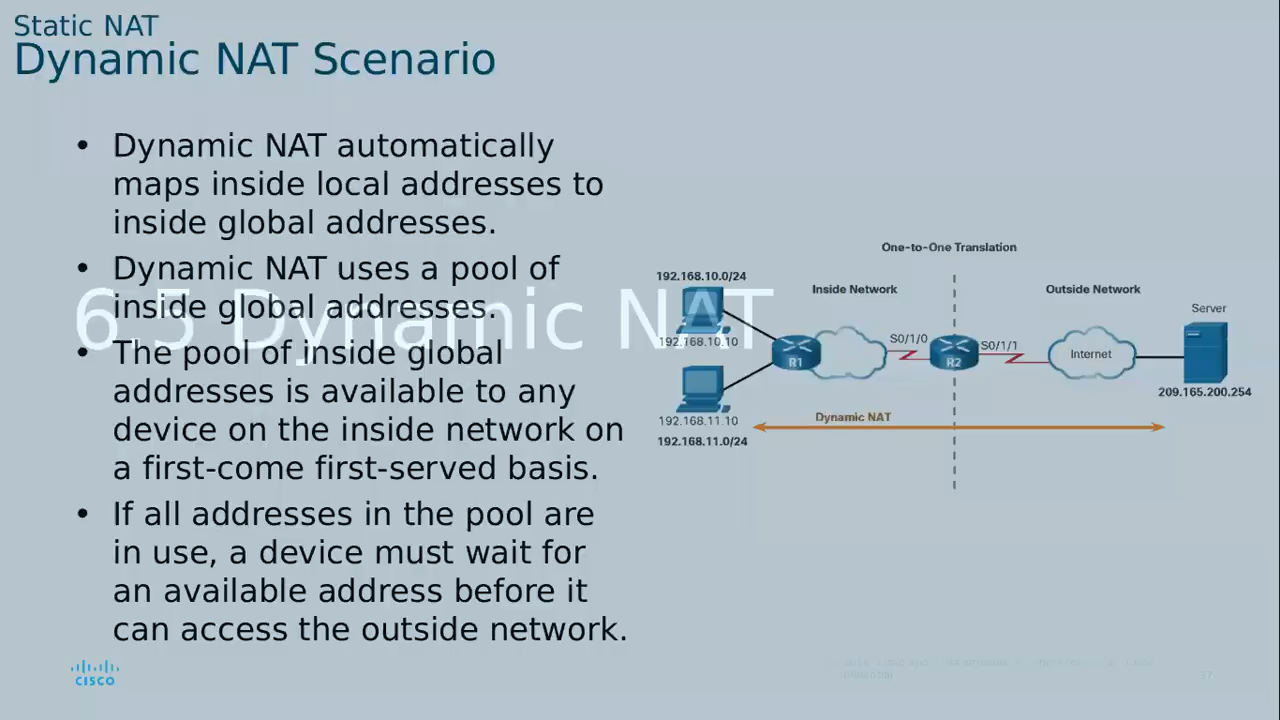 Static NAT
Dynamic NAT Scenario
• Dynamic NAT automatically
maps inside local addresses to
inside global addresses.
• Dynamic NAT uses a pool of
inside global addresses.
• The pool of inside global
addresses is available to any
device on the inside network on
a first-come first-served basis.
• If all addresses in the pool are
in use, a device must wait for
an available address before it
can access the outside network.
6.5 Dynamic NAT
One-to-One Translation
192.168.10.0/24
Inside Network
Outside Network
Server
192.168.10.10
R1
S0/1/0
R2
S0/1/1
Internet
209.165.200.254
192.168.11.10
192.168.11.0/24
Dynamic NAT
CISCO
37